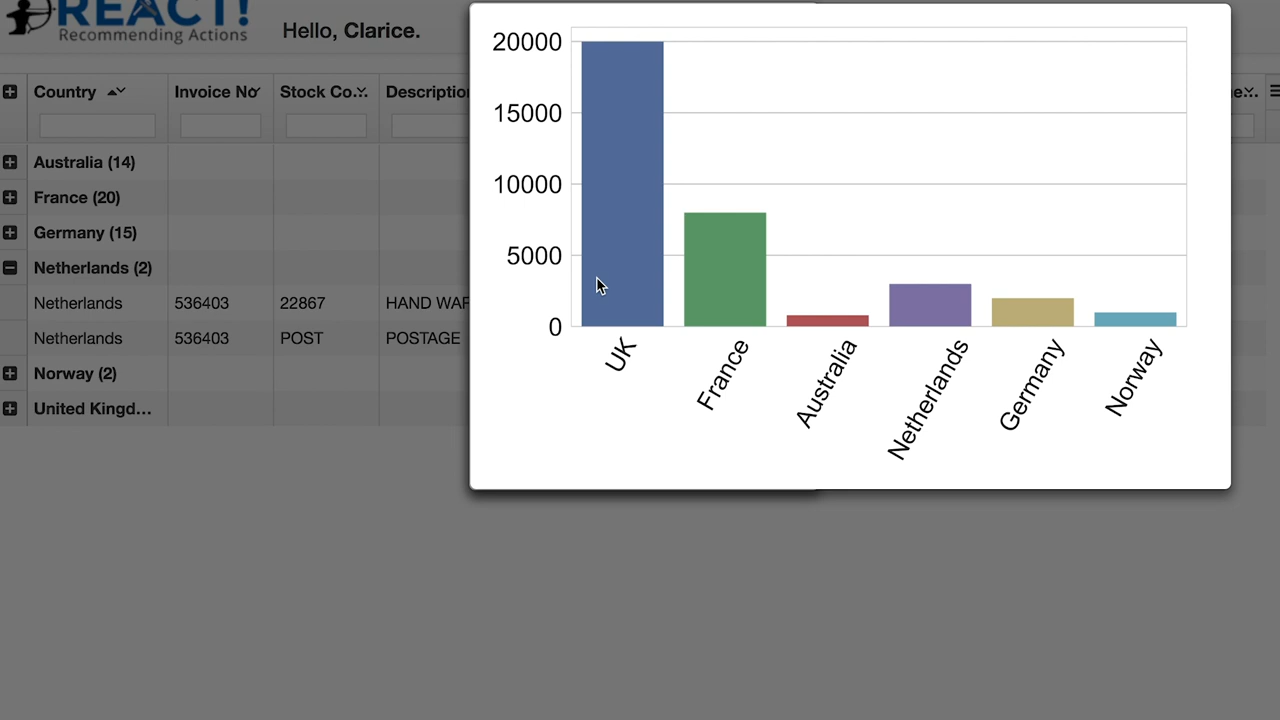 REACT!
Recommending Actions
Hello, Clarice.
Country
Invoice No
Stock Co...
Description
Australia (14)
France (20)
Germany (15)
Netherlands (2)
Netherlands 536403 22867 HAND WAR
Netherlands 536403 POST POSTAGE
Norway (2)
United Kingd...
20000
15000
10000
5000
0
UK
France
Australia
Netherlands
Germany
Norway